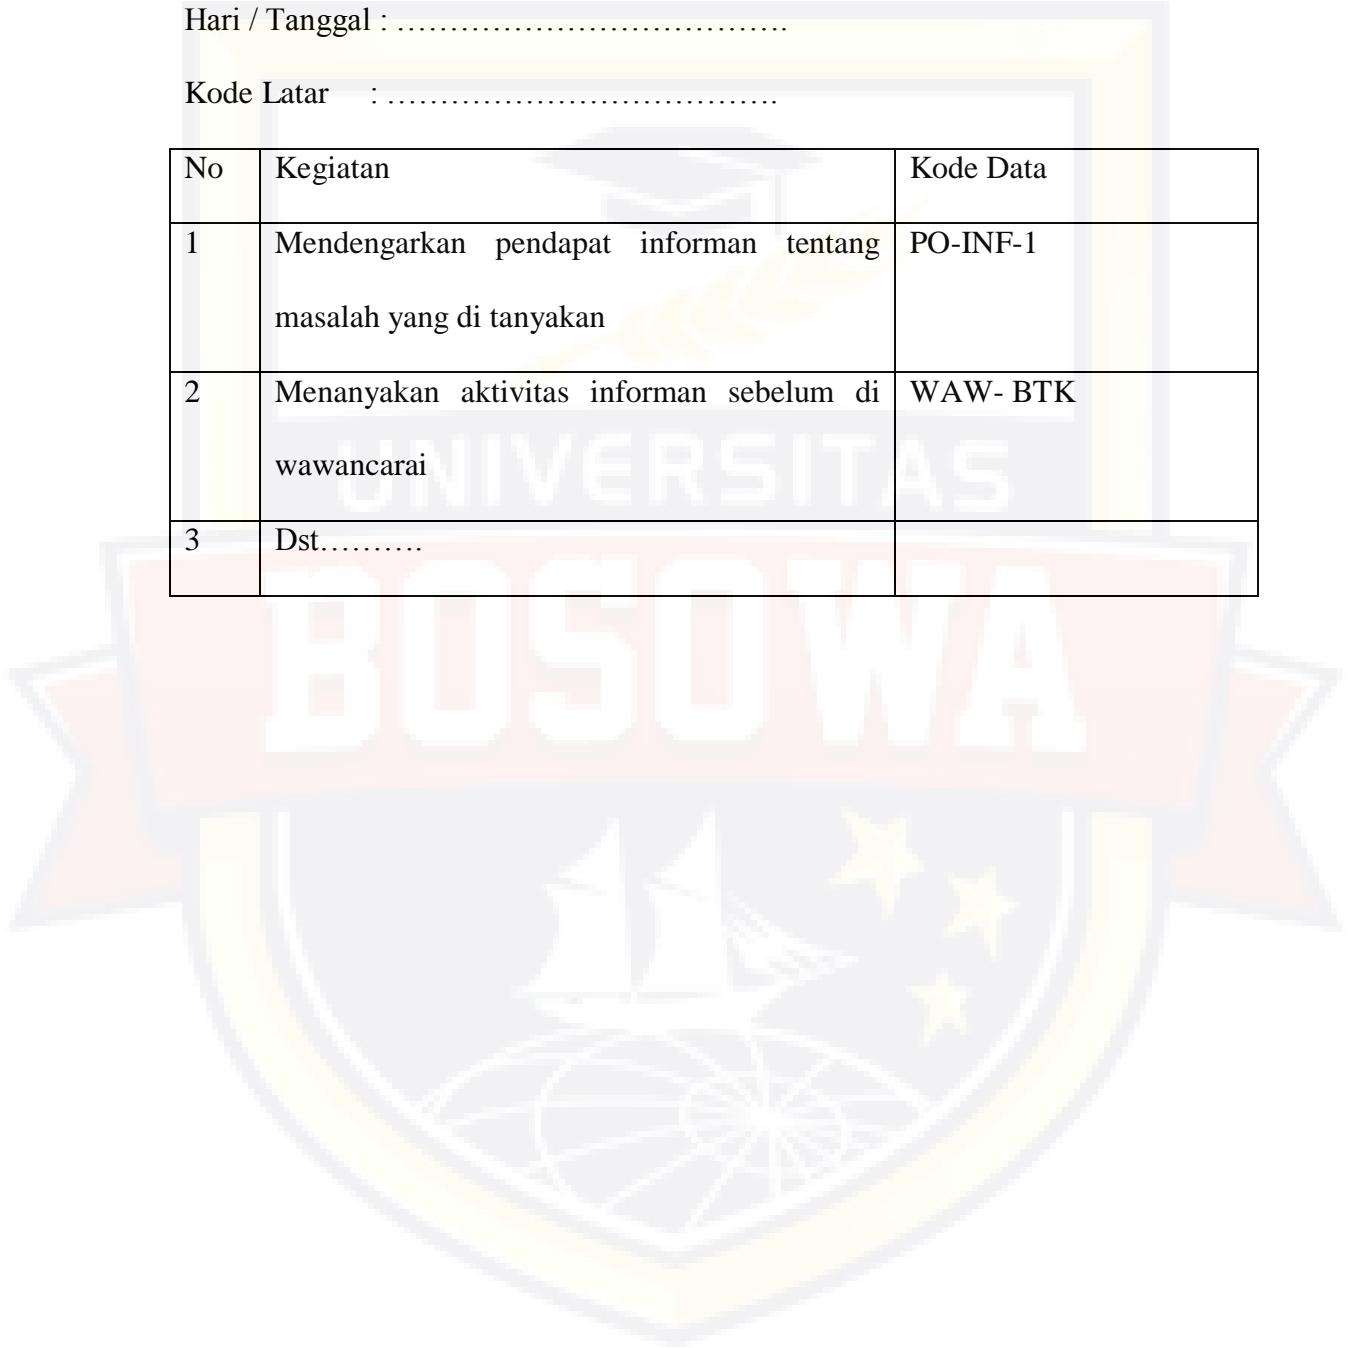 Hari / Tanggal : ……………………………….
Kode Latar : ……………………………….
No Kegiatan Kode Data
1 Mendengarkan pendapat informan tentang PO-INF-1
masalah yang di tanyakan
2 Menanyakan aktivitas informan sebelum di WAW- BTK
wawancarai
UNIVERSITAS
3 Dst……….
BOSOWA